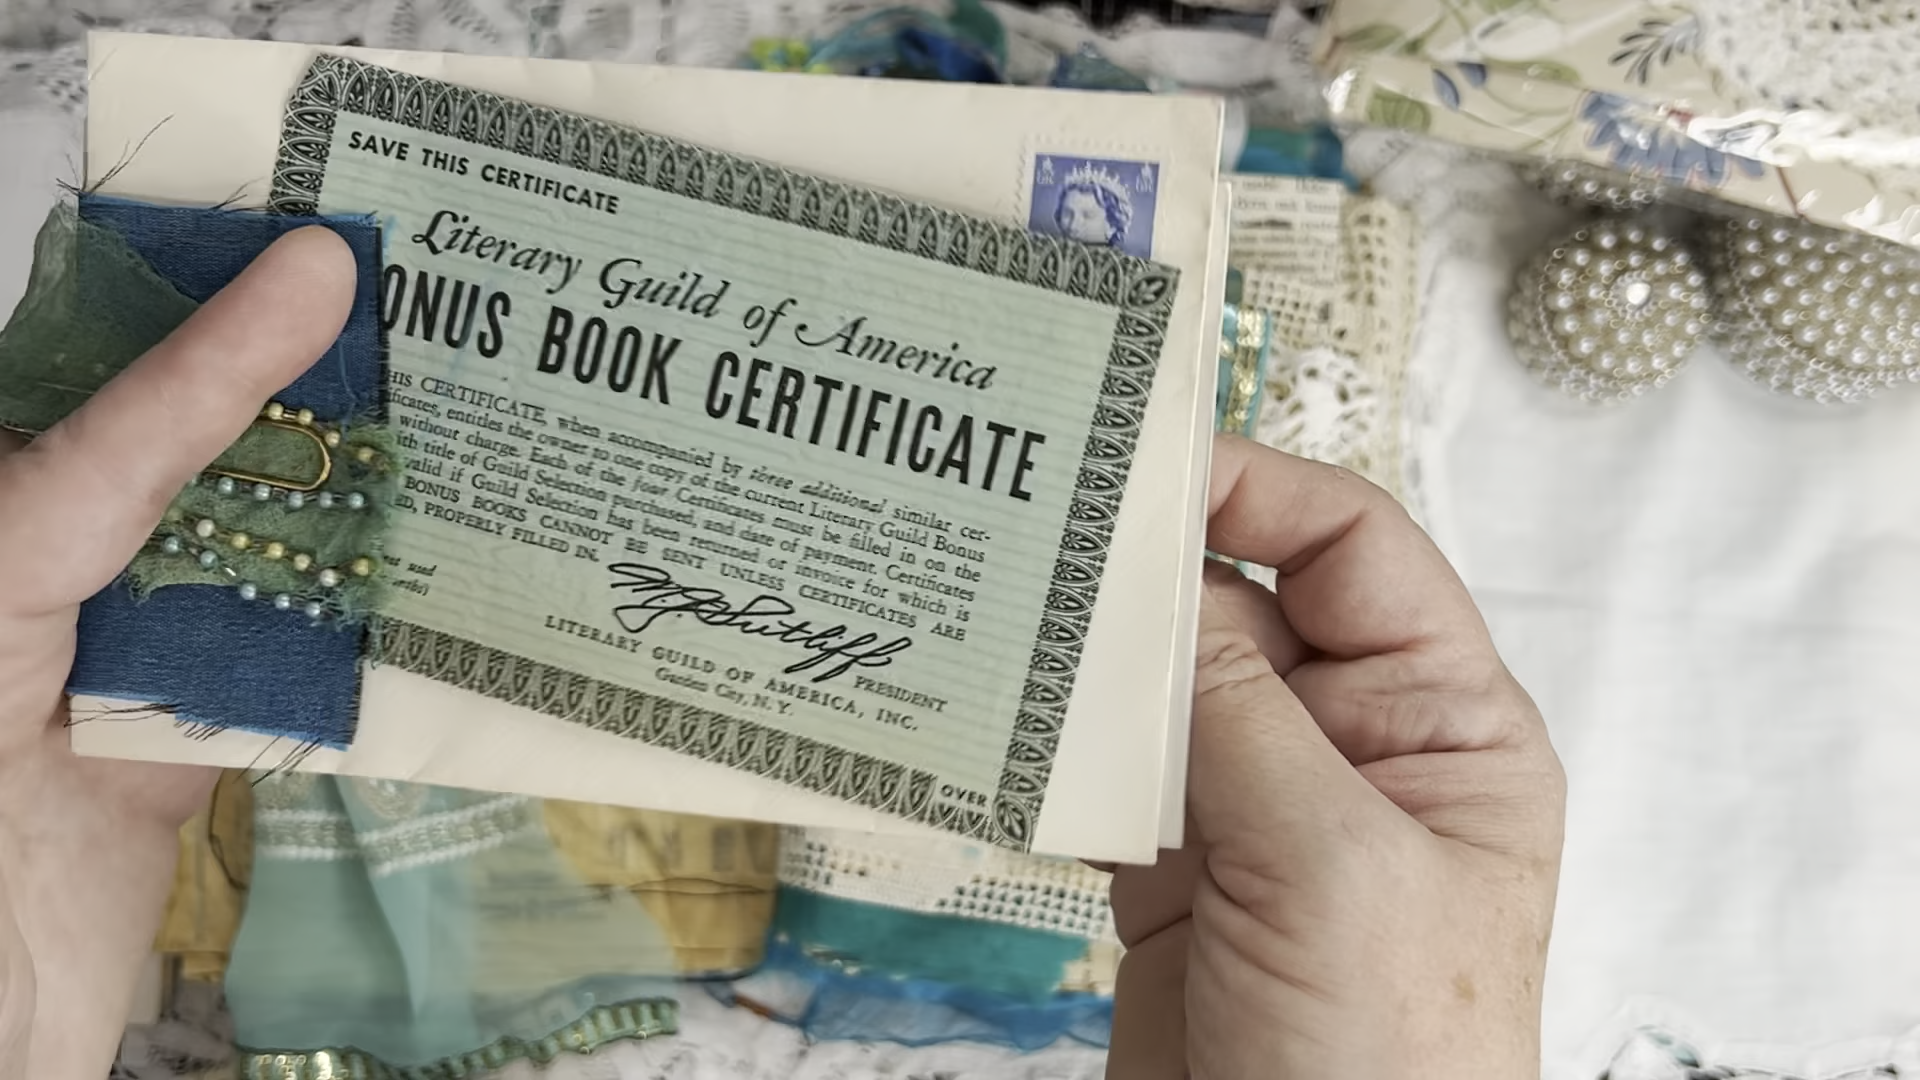 SAVE THIS CERTIFICATE
Literary Guild of America
ONUS BOOK CERTIFICATE
HIS CERTIFICATE, when accompanied by three additional similar cer-
ificates, entitles the owner to one copy of the current Literary Guild Bonus
without charge. Each of the four Certificates must be filled in on the
ith title of Guild Selection purchased, and date of payment. Certificates
valid if Guild Selection has been returned or invoice for which is
BONUS BOOKS CANNOT BE SENT UNLESS CERTIFICATES ARE
ED, PROPERLY FILLED IN.
used
M.J. Sutliff
PRESIDENT
LITERARY GUILD OF AMERICA, INC.
Garden City, N. Y.
OVER